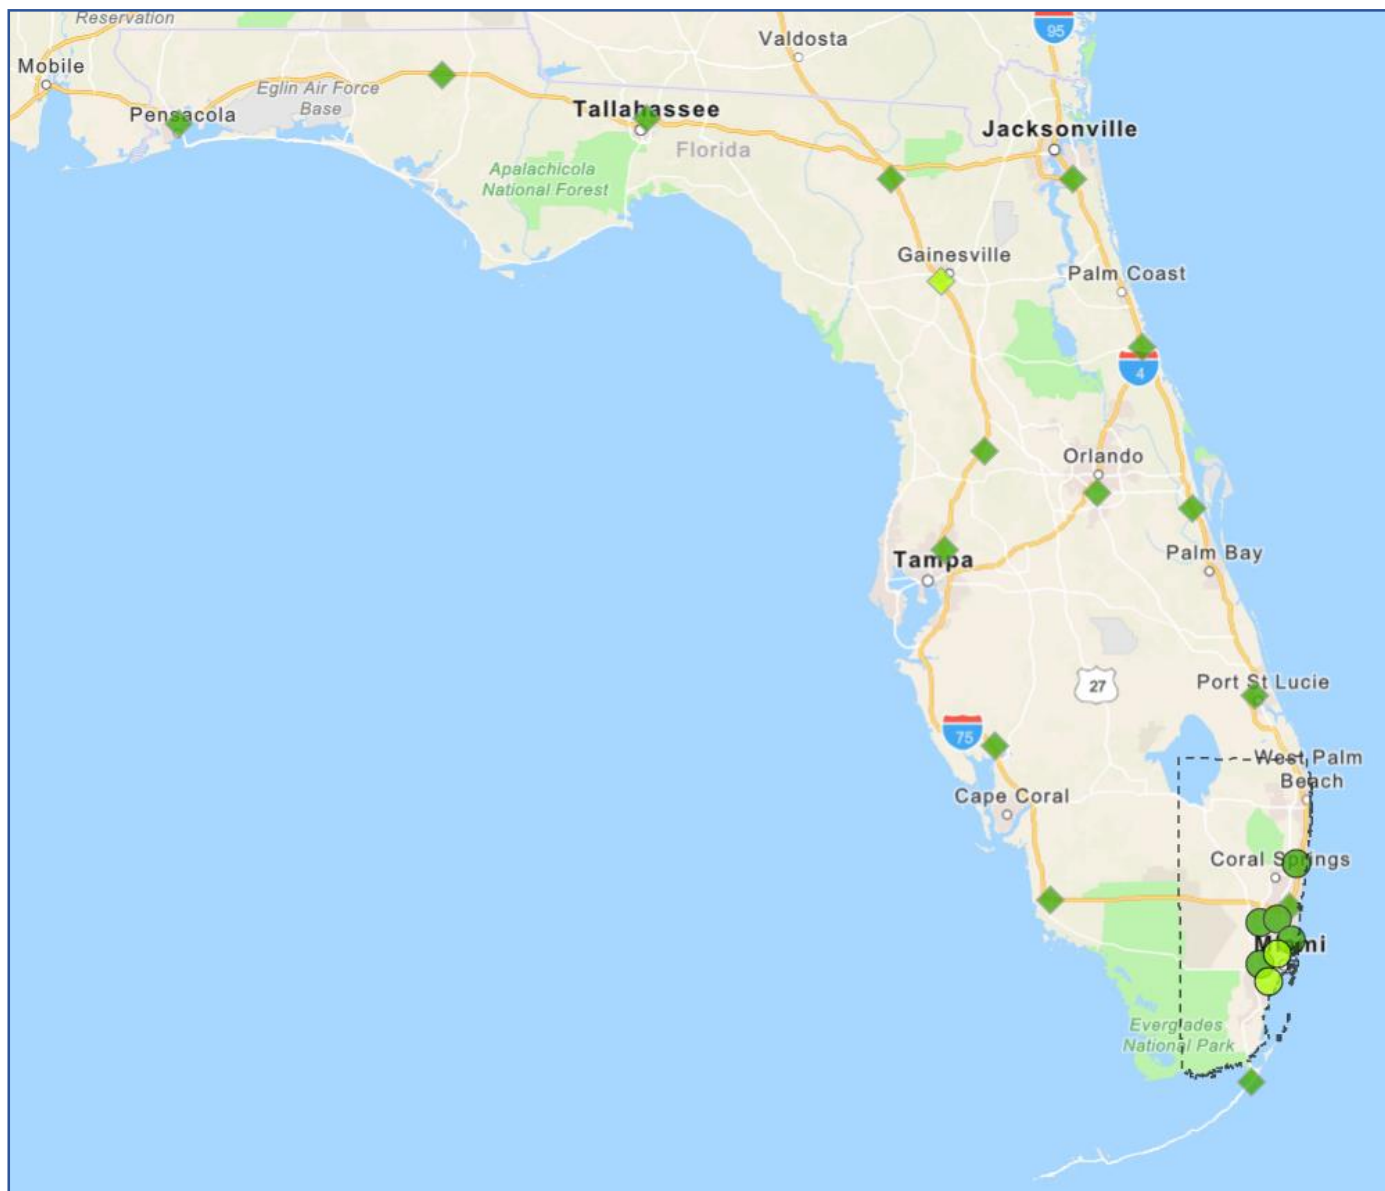 Reservation
95
Valdosta
Mobile
Eglin Air Force
Base
Pensacola
Tallahassee
Jacksonville
Florida
Apalachicola
National Forest
Gainesville
Palm Coast
4
Orlando
Palm Bay
Tampa
Port St Lucie
27
75
West Palm
Beach
Cape Coral
Coral Springs
Miami
Everglades
National Park